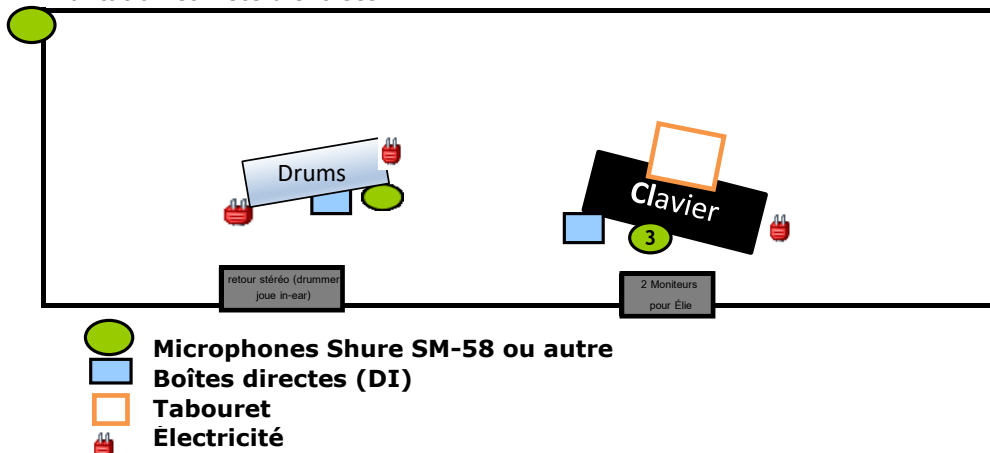 Drums
Clavier
3
retour stéréo (drummer
joue in-ear)
2 Moniteurs
pour Élie
Microphones Shure SM-58 ou autre
Boîtes directes (DI)
Tabouret
Électricité